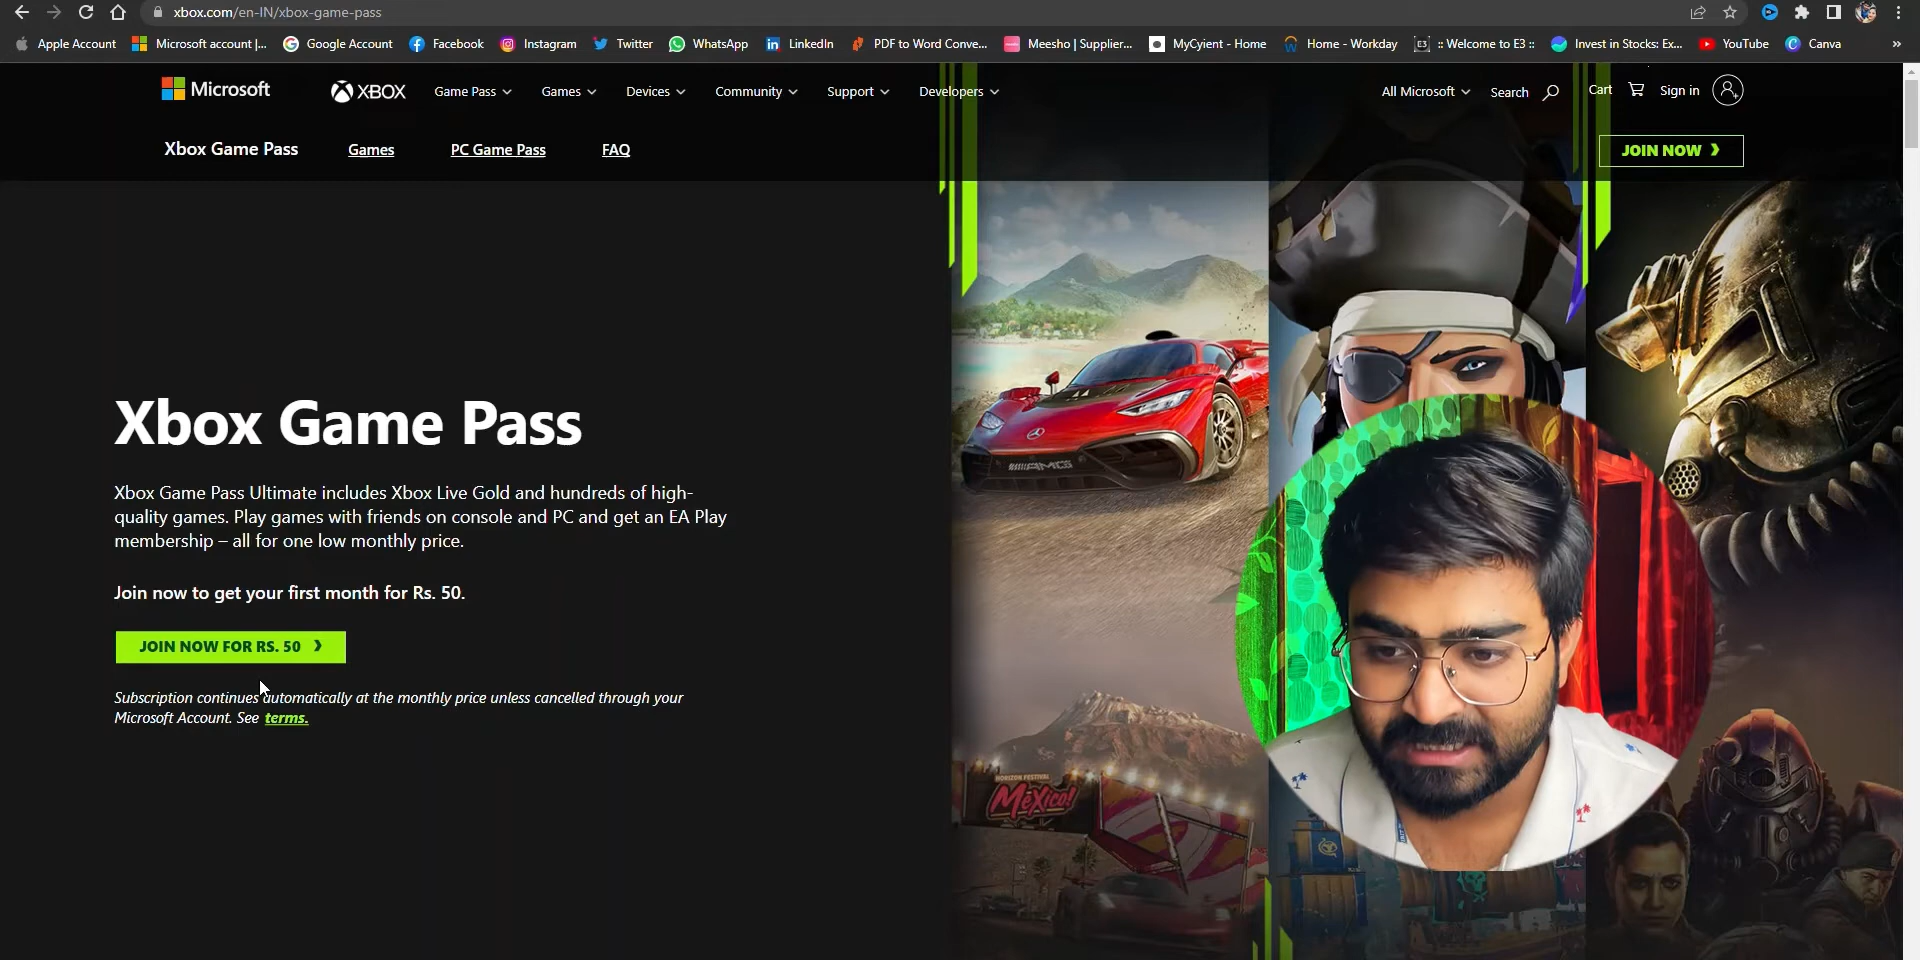 xbox.com/en-IN/xbox-game-pass
Apple Account Microsoft account |... Google Account Facebook Instagram Twitter WhatsApp LinkedIn PDF to Word Conve... Meesho | Supplier... MyCyient - Home Home - Workday E3 :: Welcome to E3 :: Invest in Stocks: Ex... YouTube Canva »
Microsoft XBOX Game Pass Games Devices Community Support Developers All Microsoft Search Cart Sign in
Xbox Game Pass Games PC Game Pass FAQ JOIN NOW
Xbox Game Pass
Xbox Game Pass Ultimate includes Xbox Live Gold and hundreds of high-
quality games. Play games with friends on console and PC and get an EA Play
membership – all for one low monthly price.
Join now to get your first month for Rs. 50.
JOIN NOW FOR RS. 50
Subscription continues automatically at the monthly price unless cancelled through your
Microsoft Account. See terms.
AMG
HORIZON FESTIVAL
MéXico!